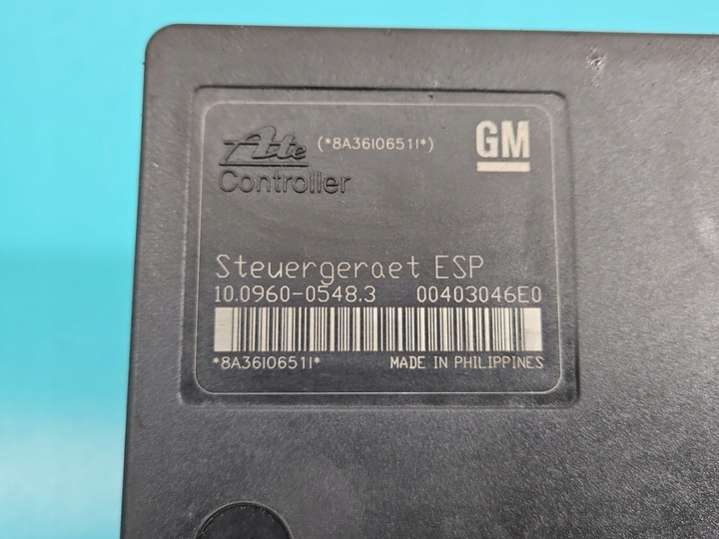 Ate (*8A36I0651I*) GM
Controller
Steuergeraet ESP
10.0960-0548.3 00403046E0
*8A36I0651I* MADE IN PHILIPPINES